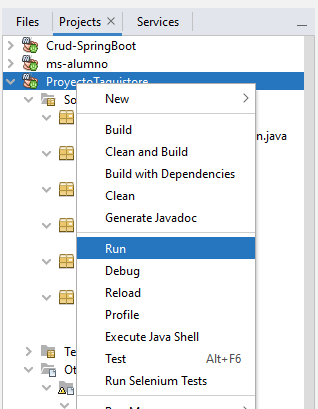 Files Projects Services
Crud-SpringBoot
ms-alumno
ProyectoTaquistore
So
New
n.java
Build
Clean and Build
Build with Dependencies
Clean
Generate Javadoc
Run
Debug
Reload
Profile
Execute Java Shell
Te
Test Alt+F6
Ot
Run Selenium Tests